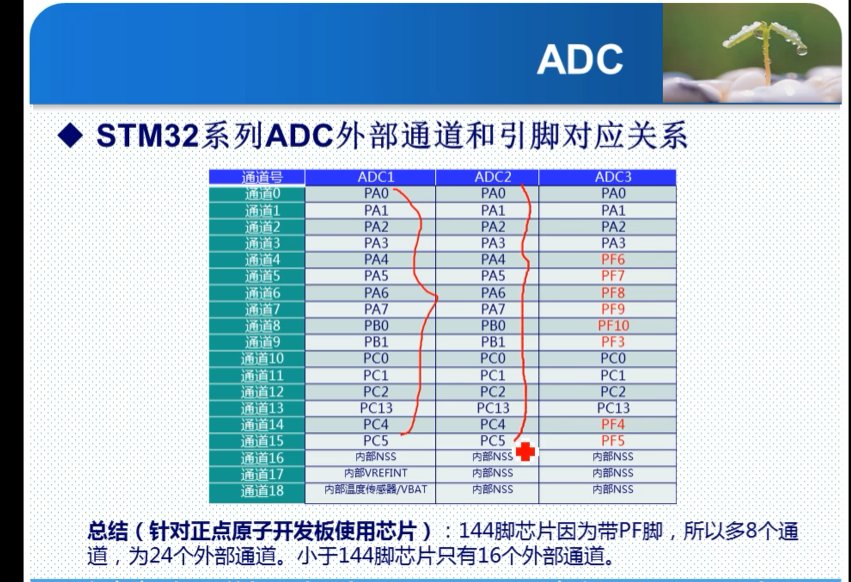 ADC
◆ STM32系列ADC外部通道和引脚对应关系
通道号 ADC1 ADC2 ADC3
通道0 PA0 PA0 PA0
通道1 PA1 PA1 PA1
通道2 PA2 PA2 PA2
通道3 PA3 PA3 PA3
通道4 PA4 PA4 PF6
通道5 PA5 PA5 PF7
通道6 PA6 PA6 PF8
通道7 PA7 PA7 PF9
通道8 PB0 PB0 PF10
通道9 PB1 PB1 PF3
通道10 PC0 PC0 PC0
通道11 PC1 PC1 PC1
通道12 PC2 PC2 PC2
通道13 PC13 PC13 PC13
通道14 PC4 PC4 PF4
通道15 PC5 PC5 PF5
通道16 内部NSS 内部NSS 内部NSS
通道17 内部VREFINT 内部NSS 内部NSS
通道18 内部温度传感器/VBAT 内部NSS 内部NSS
总结（针对正点原子开发板使用芯片）：144脚芯片因为带PF脚，所以多8个通
道，为24个外部通道。小于144脚芯片只有16个外部通道。